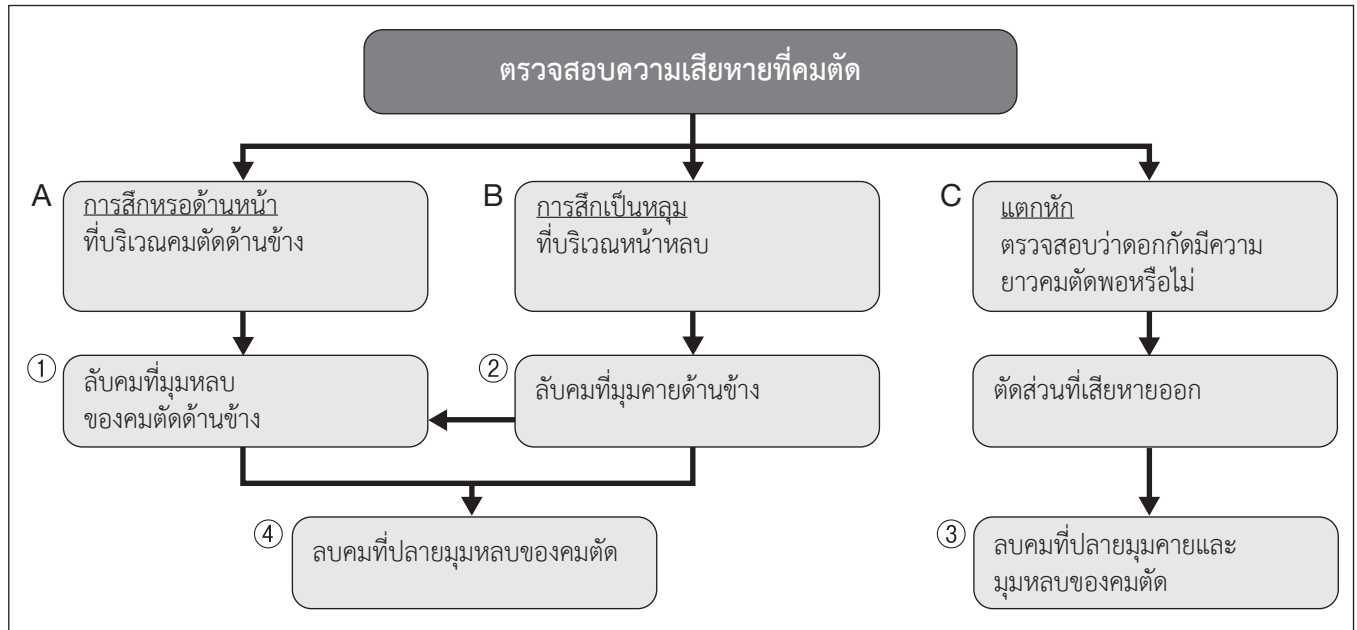 ตรวจสอบความเสียหายที่คมตัด
A
การสึกหรอด้านหน้า
ที่บริเวณคมตัดด้านข้าง
B
การสึกเป็นหลุม
ที่บริเวณหน้าหลบ
C
แตกหัก
ตรวจสอบว่าดอกกัดมีความ
ยาวคมตัดพอหรือไม่
①
ลับคมที่มุมหลบ
ของคมตัดด้านข้าง
②
ลับคมที่มุมคายด้านข้าง
ตัดส่วนที่เสียหายออก
④
ลบคมที่ปลายมุมหลบของคมตัด
③
ลบคมที่ปลายมุมคายและ
มุมหลบของคมตัด